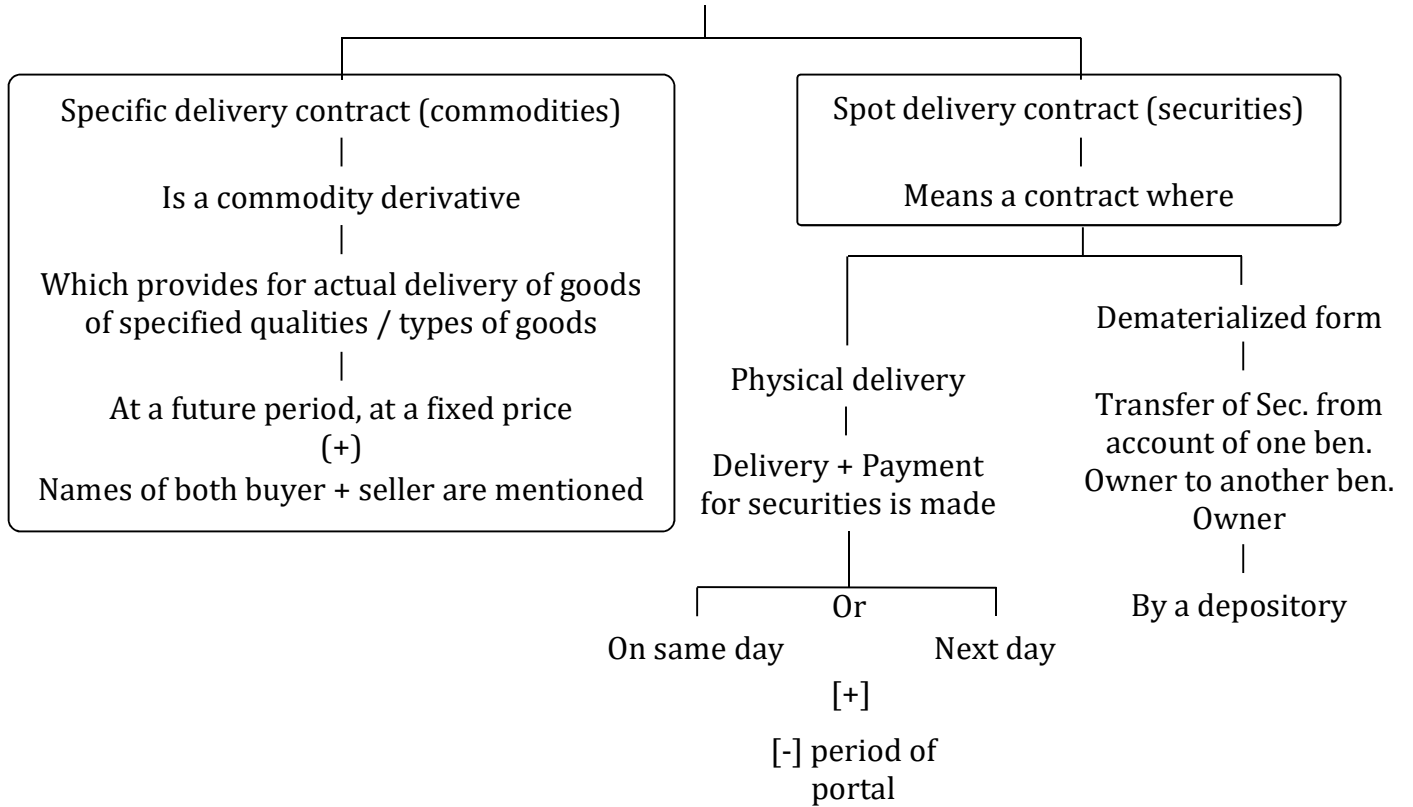 Specific delivery contract (commodities)
Is a commodity derivative
Which provides for actual delivery of goods
of specified qualities / types of goods
At a future period, at a fixed price
(+)
Names of both buyer + seller are mentioned
Spot delivery contract (securities)
Means a contract where
Physical delivery
Delivery + Payment
for securities is made
Or
On same day
Next day
[+]
[-] period of
portal
Dematerialized form
Transfer of Sec. from
account of one ben.
Owner to another ben.
Owner
By a depository